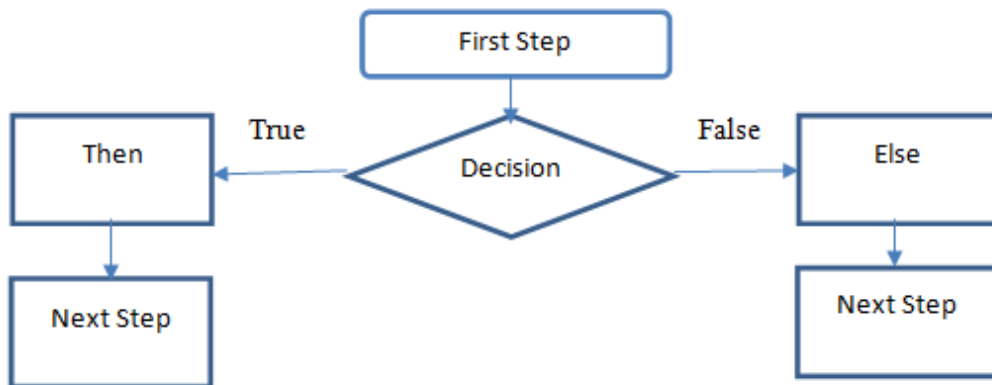 First Step
True
False
Then
Decision
Else
Next Step
Next Step